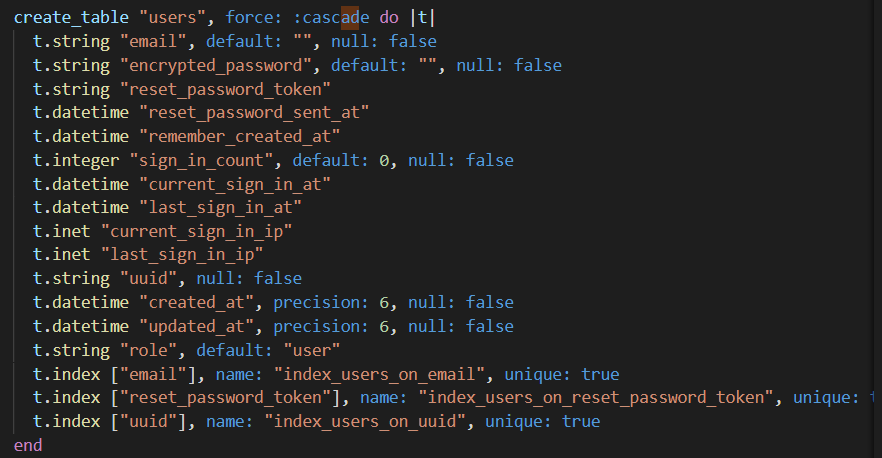 create_table "users", force: :cascade do |t|
t.string "email", default: "", null: false
t.string "encrypted_password", default: "", null: false
t.string "reset_password_token"
t.datetime "reset_password_sent_at"
t.datetime "remember_created_at"
t.integer "sign_in_count", default: 0, null: false
t.datetime "current_sign_in_at"
t.datetime "last_sign_in_at"
t.inet "current_sign_in_ip"
t.inet "last_sign_in_ip"
t.string "uuid", null: false
t.datetime "created_at", precision: 6, null: false
t.datetime "updated_at", precision: 6, null: false
t.string "role", default: "user"
t.index ["email"], name: "index_users_on_email", unique: true
t.index ["reset_password_token"], name: "index_users_on_reset_password_token", unique:
t.index ["uuid"], name: "index_users_on_uuid", unique: true
end